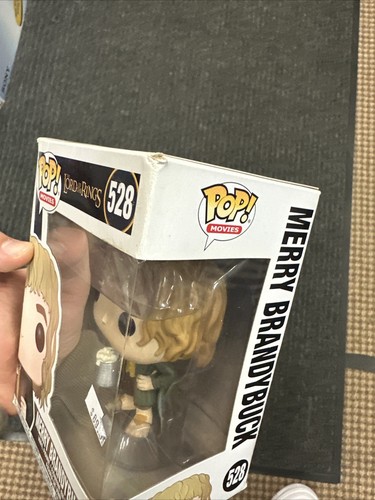 POP!
MOVIES
THE
LORD OF THE RINGS
528
POP!
MOVIES
MERRY BRANDYBUCK
528